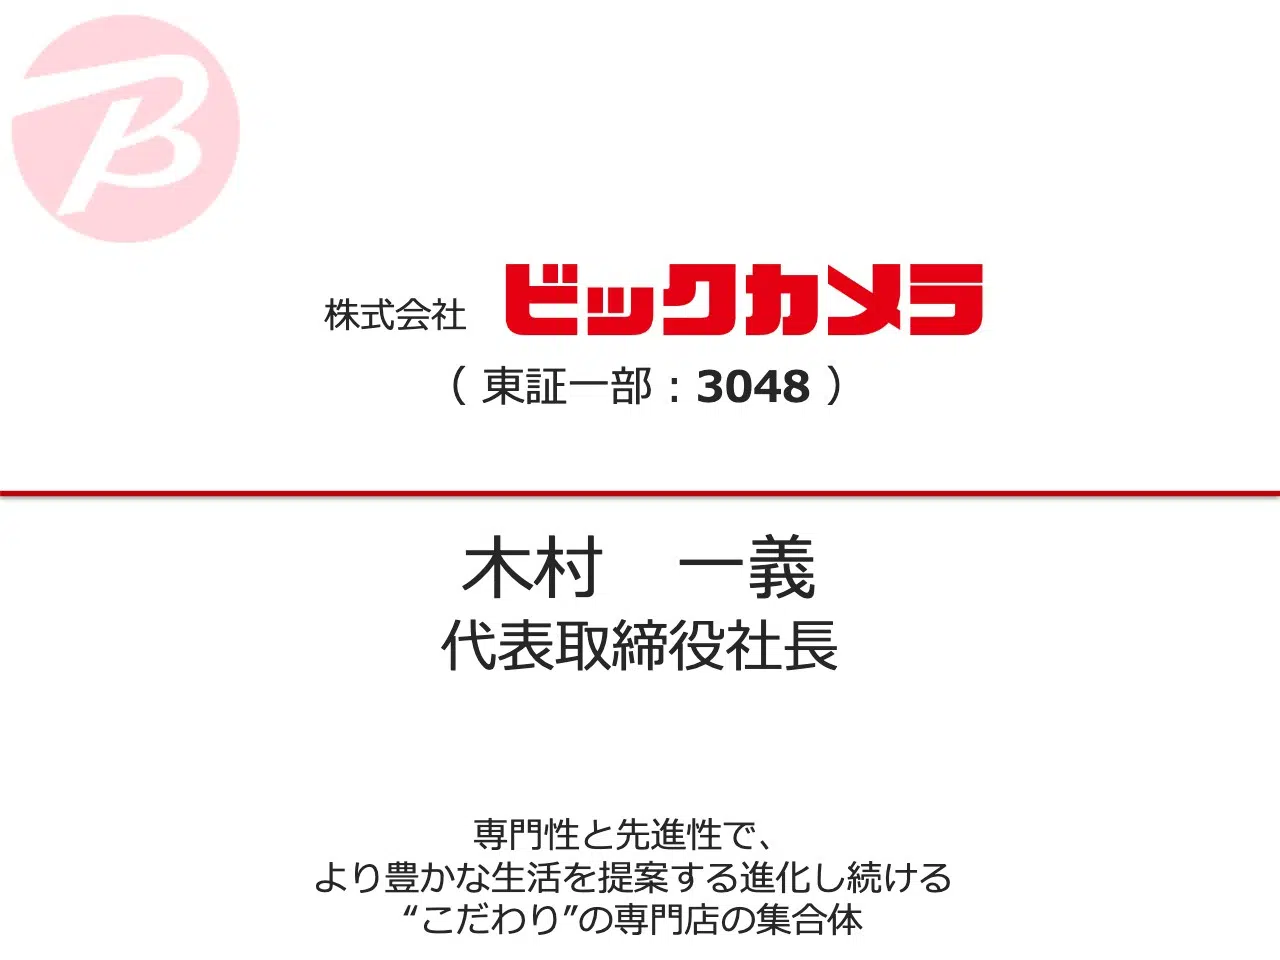 B
株式会社 ビックカメラ
（ 東証一部：3048 ）
木村　一義
代表取締役社長
専門性と先進性で、
より豊かな生活を提案する進化し続ける
“こだわり”の専門店の集合体